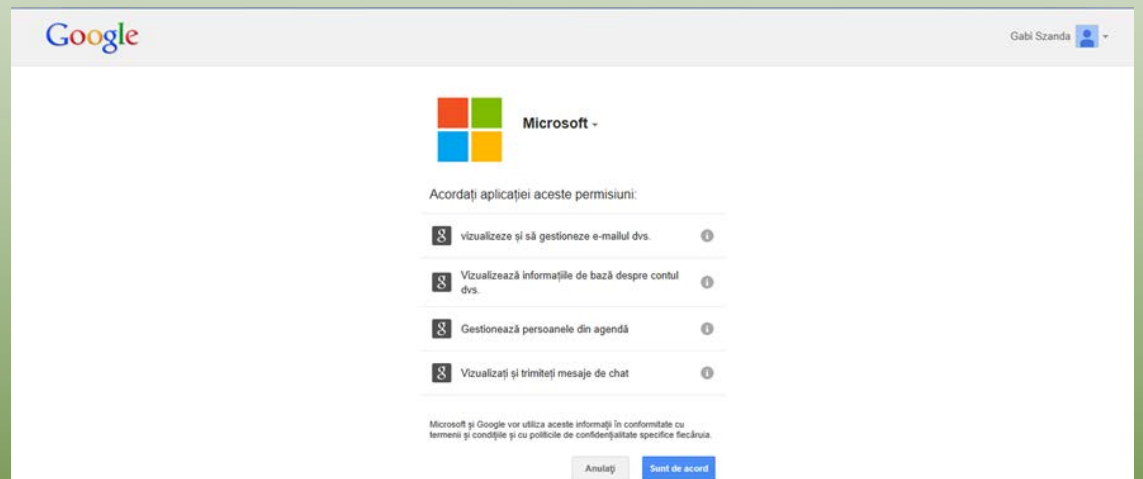 Google
Gabi Szanda
Microsoft
Acordați aplicației aceste permisiuni:
vizualizeze și să gestioneze e-mailul dvs.
Vizualizează informațiile de bază despre contul
dvs.
Gestionează persoanele din agendă
Vizualizați și trimiteți mesaje de chat
Microsoft și Google vor utiliza aceste informații în conformitate cu
termenii și condițiile și cu politicile de confidențialitate specifice fiecăruia.
Anulați
Sunt de acord